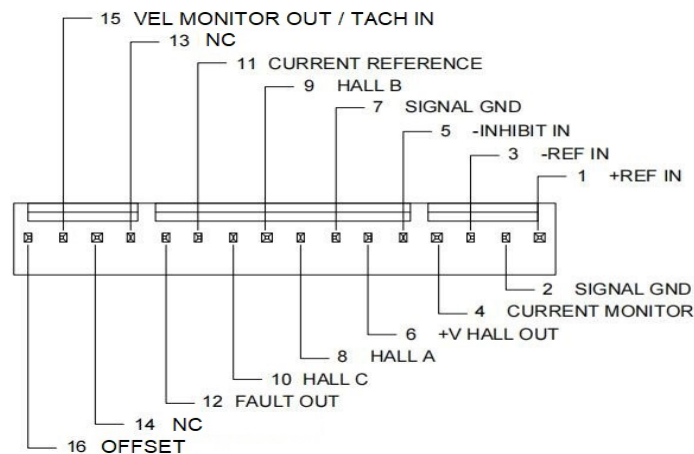 15 VEL MONITOR OUT / TACH IN
13 NC
11 CURRENT REFERENCE
9 HALL B
7 SIGNAL GND
5 -INHIBIT IN
3 -REF IN
1 +REF IN
2 SIGNAL GND
4 CURRENT MONITOR
6 +V HALL OUT
8 HALL A
10 HALL C
12 FAULT OUT
14 NC
16 OFFSET